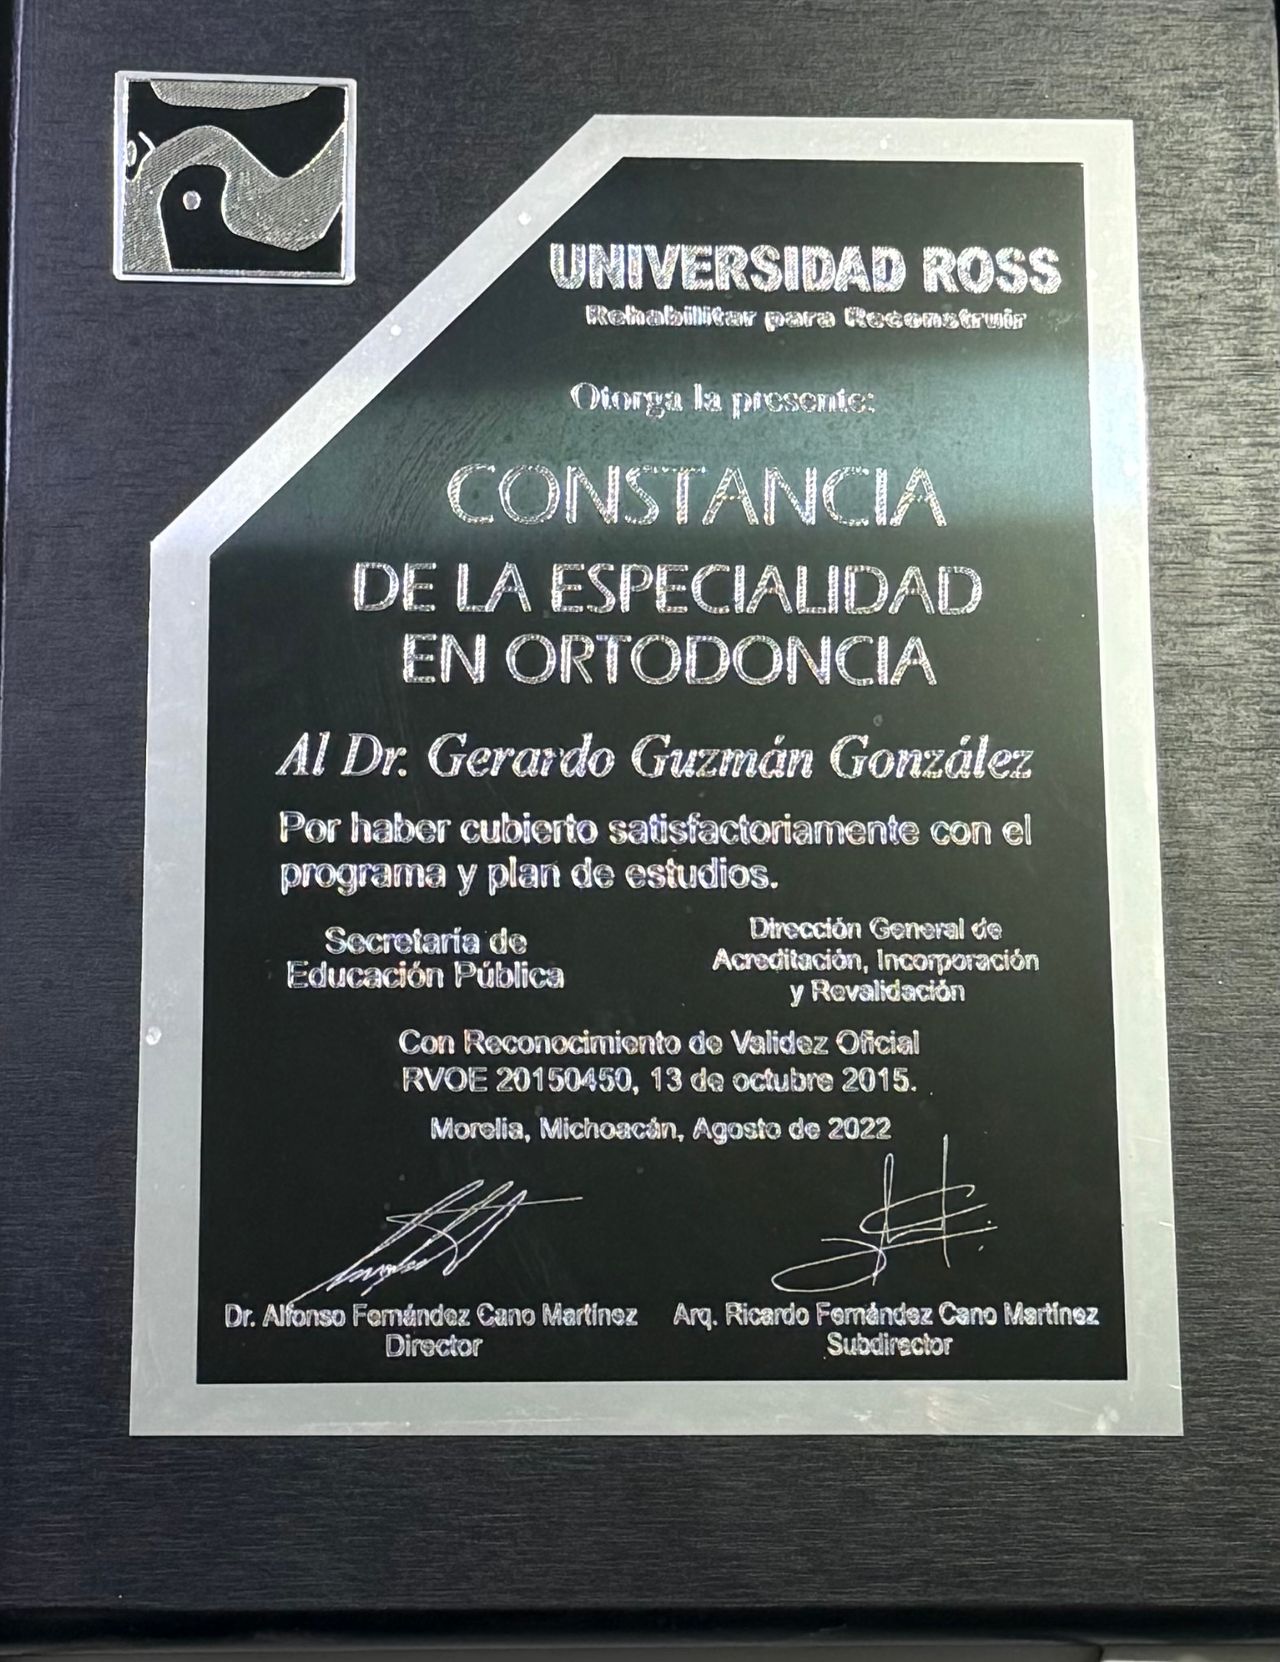 UNIVERSIDAD ROSS
Rehabilitar para Reconstruir
Otorga la presente:
CONSTANCIA
DE LA ESPECIALIDAD
EN ORTODONCIA
Al Dr. Gerardo Guzmán González
Por haber cubierto satisfactoriamente con el
programa y plan de estudios.
Secretaría de
Educación Pública
Dirección General de
Acreditación, Incorporación
y Revalidación
Con Reconocimiento de Validez Oficial
RVOE 20150450, 13 de octubre 2015.
Morelia, Michoacán, Agosto de 2022
Dr. Alfonso Fernández Cano Martínez
Director
Arq. Ricardo Fernández Cano Martínez
Subdirector